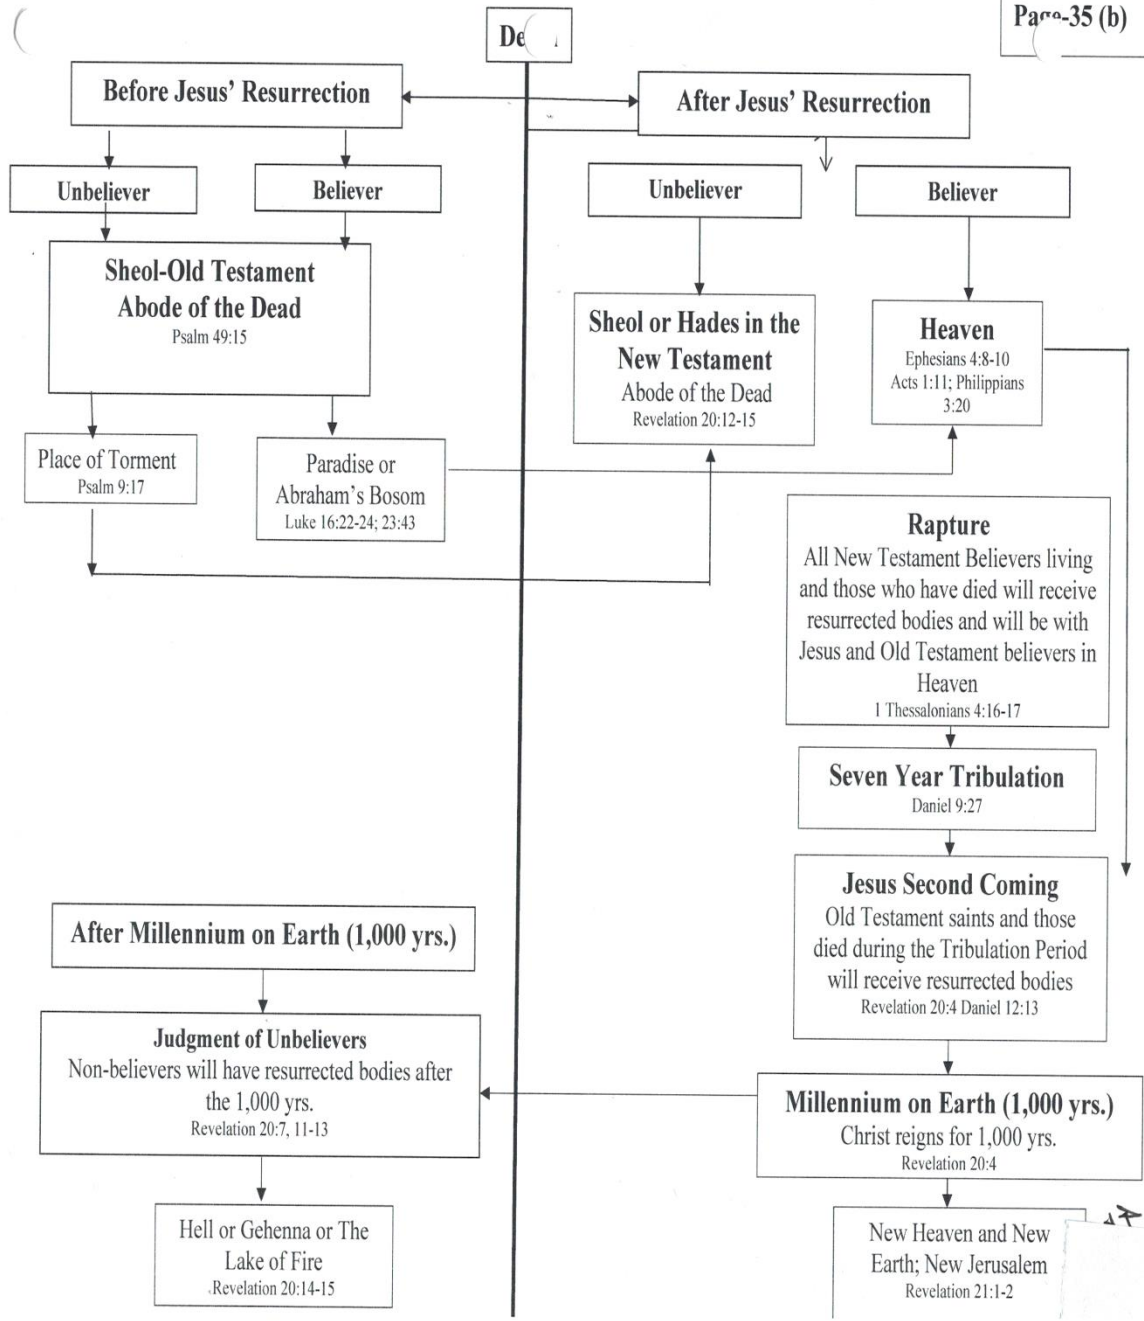 Page-35 (b)
De
Before Jesus' Resurrection
After Jesus' Resurrection
Unbeliever
Believer
Unbeliever
Believer
Sheol-Old Testament
Abode of the Dead
Psalm 49:15
Sheol or Hades in the
New Testament
Abode of the Dead
Revelation 20:12-15
Heaven
Ephesians 4:8-10
Acts 1:11; Philippians
3:20
Place of Torment
Psalm 9:17
Paradise or
Abraham's Bosom
Luke 16:22-24; 23:43
Rapture
All New Testament Believers living
and those who have died will receive
resurrected bodies and will be with
Jesus and Old Testament believers in
Heaven
1 Thessalonians 4:16-17
Seven Year Tribulation
Daniel 9:27
Jesus Second Coming
Old Testament saints and those
died during the Tribulation Period
will receive resurrected bodies
Revelation 20:4 Daniel 12:13
After Millennium on Earth (1,000 yrs.)
Judgment of Unbelievers
Non-believers will have resurrected bodies after
the 1,000 yrs.
Revelation 20:7, 11-13
Millennium on Earth (1,000 yrs.)
Christ reigns for 1,000 yrs.
Revelation 20:4
Hell or Gehenna or The
Lake of Fire
Revelation 20:14-15
New Heaven and New
Earth; New Jerusalem
Revelation 21:1-2